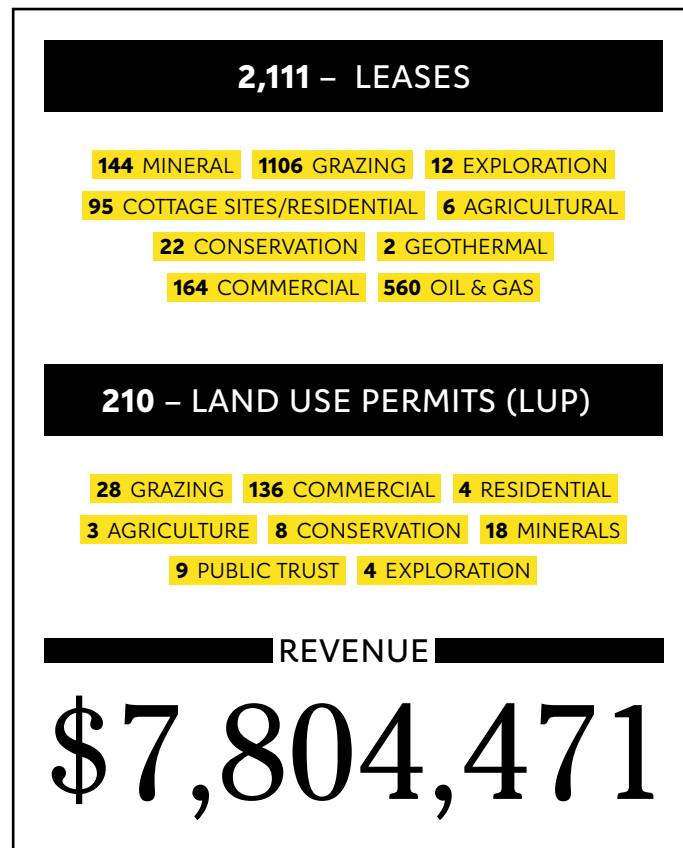 2,111 – LEASES
144 MINERAL 1106 GRAZING 12 EXPLORATION
95 COTTAGE SITES/RESIDENTIAL 6 AGRICULTURAL
22 CONSERVATION 2 GEOTHERMAL
164 COMMERCIAL 560 OIL & GAS
210 – LAND USE PERMITS (LUP)
28 GRAZING 136 COMMERCIAL 4 RESIDENTIAL
3 AGRICULTURE 8 CONSERVATION 18 MINERALS
9 PUBLIC TRUST 4 EXPLORATION
REVENUE
$7,804,471